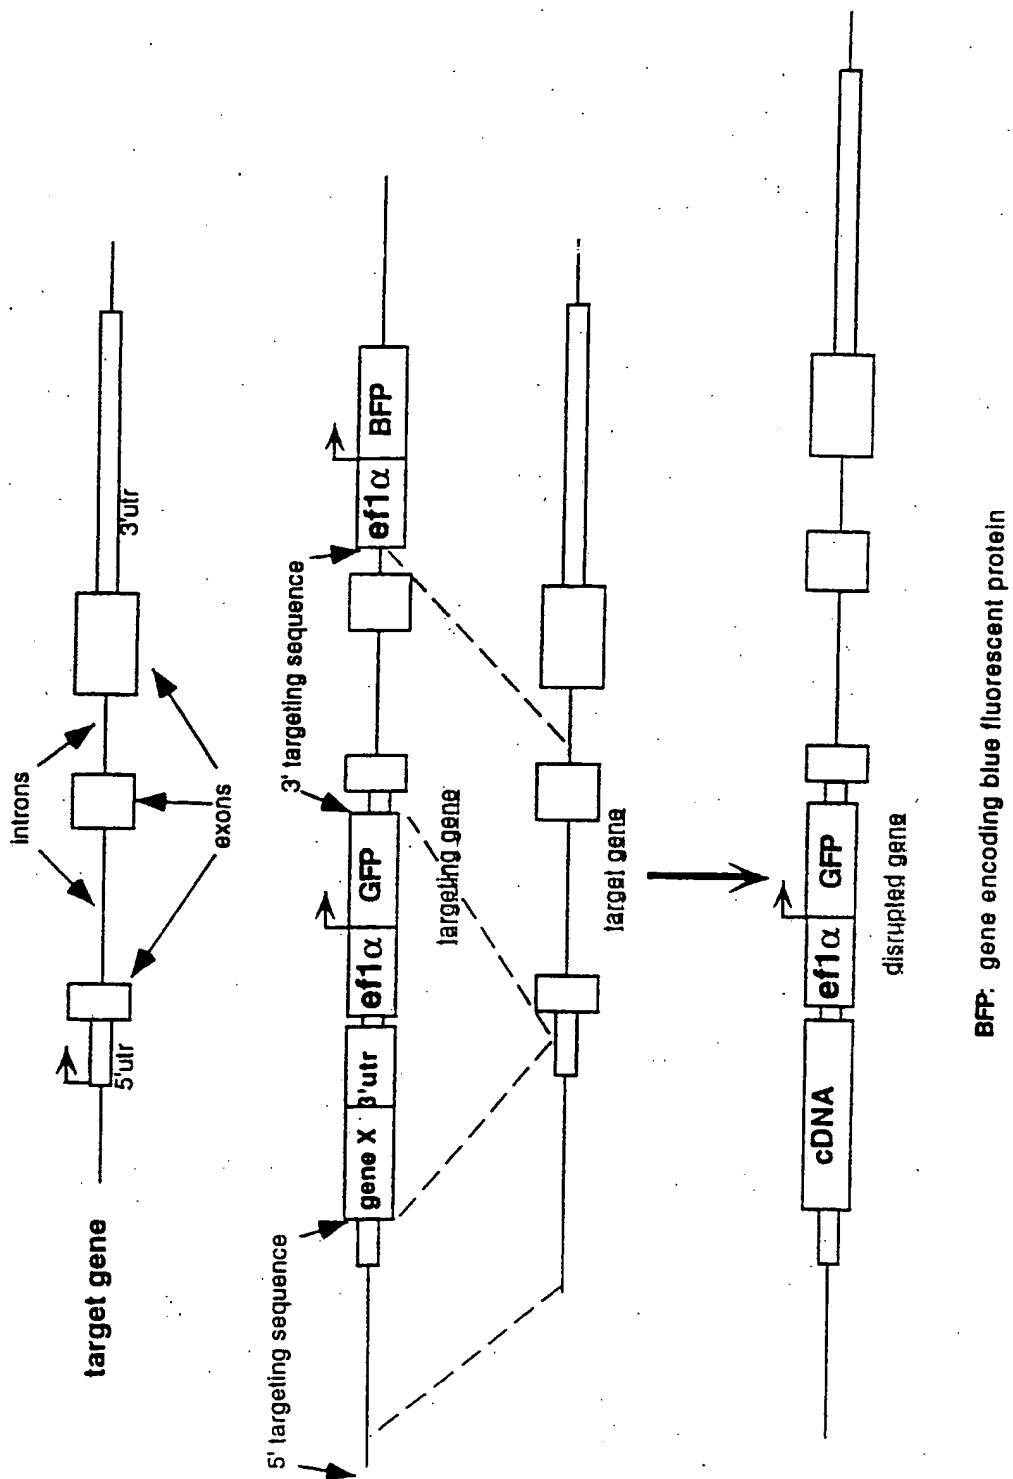 target gene
5'utr
introns
exons
3'utr
5' targeting sequence
3' targeting sequence
gene X
3'utr
ef1α
GFP
ef1α
BFP
targeting gene
target gene
cDNA
ef1α
GFP
disrupted gene
BFP: gene encoding blue fluorescent protein